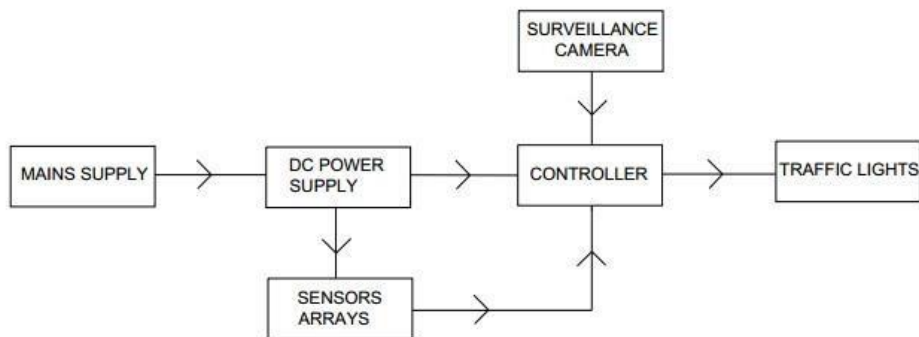 SURVEILLANCE
CAMERA
MAINS SUPPLY
DC POWER
SUPPLY
CONTROLLER
TRAFFIC LIGHTS
SENSORS
ARRAYS